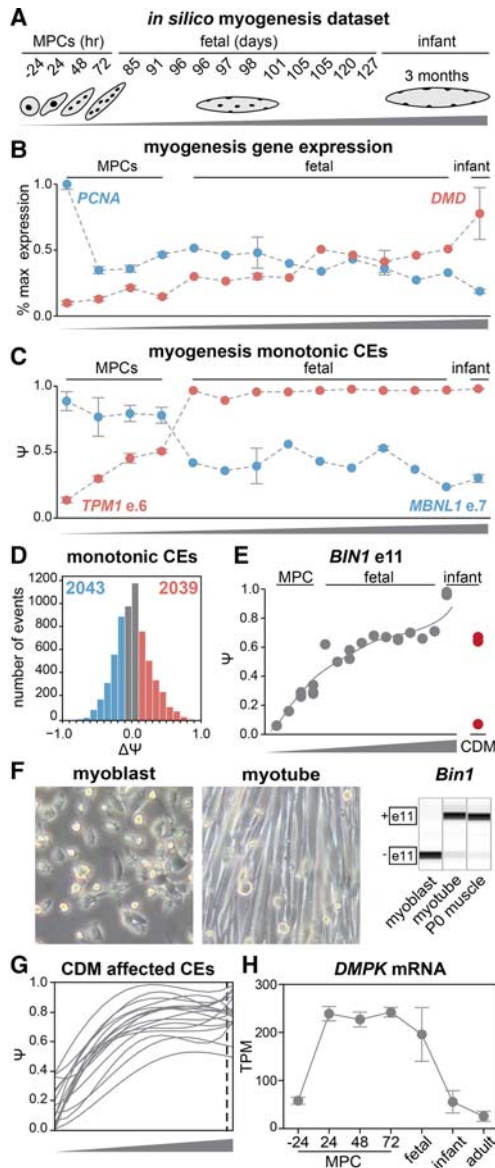 A in silico myogenesis dataset
MPCs (hr) fetal (days) infant
-24 24 48 72 85 91 96 96 97 98 101 105 105 120 127
3 months
B myogenesis gene expression
MPCs fetal infant
1.0 PCNA DMD
0.5
0.0
% max expression
C myogenesis monotonic CEs
MPCs fetal infant
1.0
0.5
0.0
Ψ
TPM1 e.6 MBNL1 e.7
D monotonic CEs
2043 2039
1200
1000
800
600
400
200
0
number of events
-1.0 0.0 1.0
ΔΨ
E BIN1 e11
MPC fetal infant
1.0
0.8
0.6
0.4
0.2
0.0
Ψ
CDM
F myoblast myotube Bin1
+e11
-e11
myoblast
myotube
P0 muscle
G CDM affected CEs
1.0
0.8
0.6
0.4
0.2
0.0
Ψ
H DMPK mRNA
200
100
0
TPM
-24 24 48 72 fetal infant adult
MPC